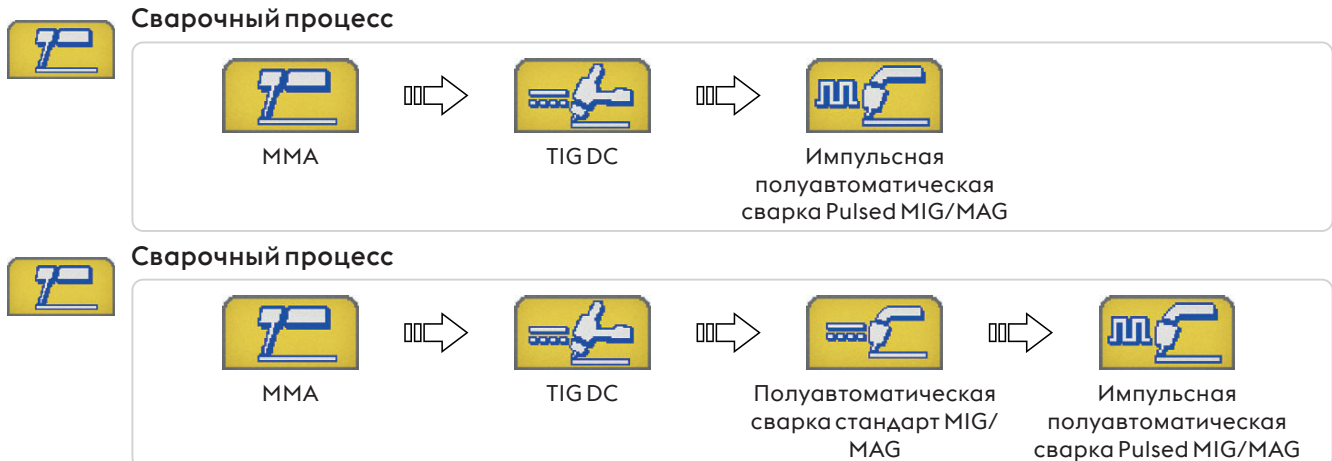 Сварочный процесс
MMA
TIG DC
Импульсная
полуавтоматическая
сварка Pulsed MIG/MAG
Сварочный процесс
MMA
TIG DC
Полуавтоматическая
сварка стандарт MIG/
MAG
Импульсная
полуавтоматическая
сварка Pulsed MIG/MAG